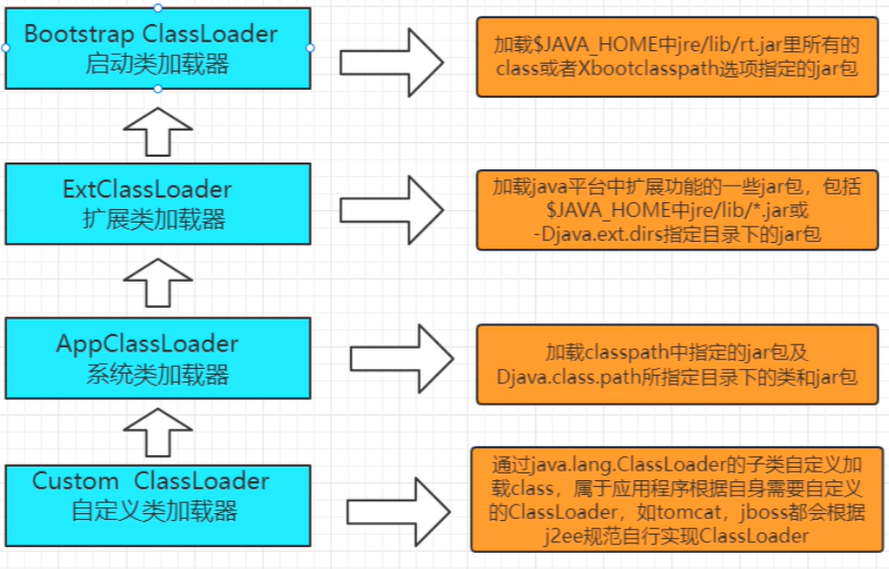 Bootstrap ClassLoader
启动类加载器
加载$JAVA_HOME中jre/lib/rt.jar里所有的
class或者Xbootclasspath选项指定的jar包
ExtClassLoader
扩展类加载器
加载java平台中扩展功能的一些jar包，包括
$JAVA_HOME中jre/lib/*.jar或
-Djava.ext.dirs指定目录下的jar包
AppClassLoader
系统类加载器
加载classpath中指定的jar包及
Djava.class.path所指定目录下的类和jar包
Custom ClassLoader
自定义类加载器
通过java.lang.ClassLoader的子类自定义加
载class，属于应用程序根据自身需要自定义
的ClassLoader，如tomcat，jboss都会根据
j2ee规范自行实现ClassLoader